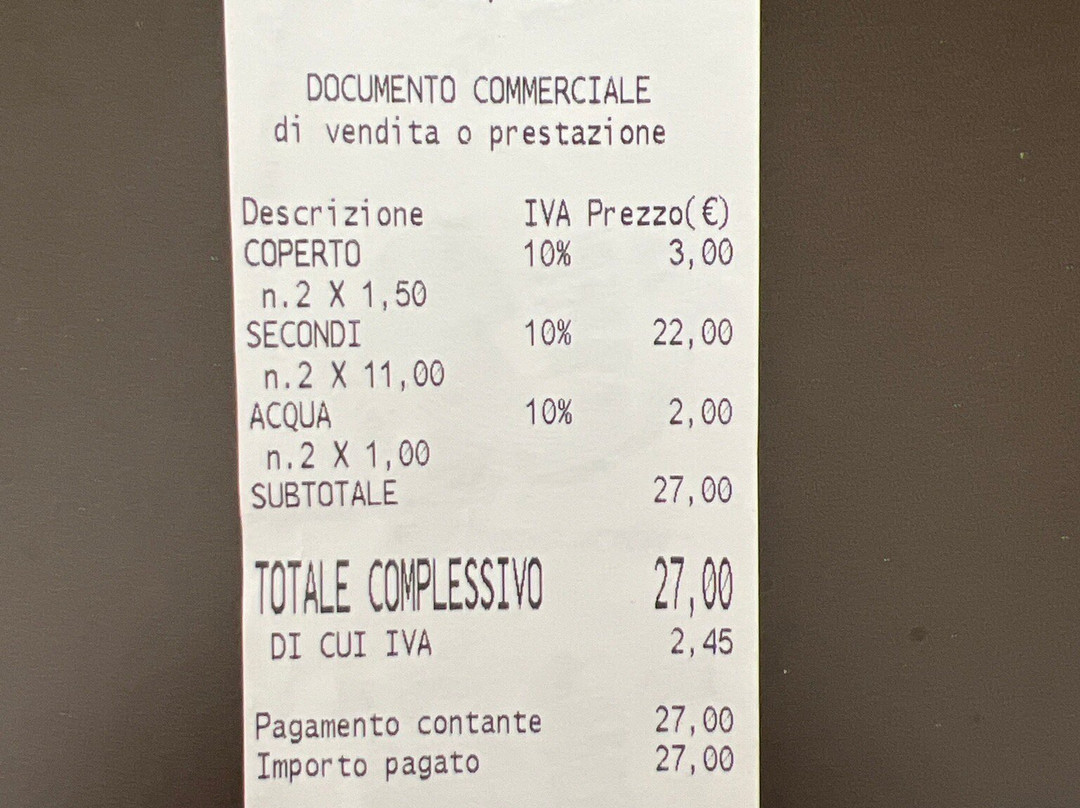 DOCUMENTO COMMERCIALE
di vendita o prestazione
Descrizione IVA Prezzo(€)
COPERTO 10% 3,00
n.2 X 1,50
SECONDI 10% 22,00
n.2 X 11,00
ACQUA 10% 2,00
n.2 X 1,00
SUBTOTALE 27,00
TOTALE COMPLESSIVO 27,00
DI CUI IVA 2,45
Pagamento contante 27,00
Importo pagato 27,00